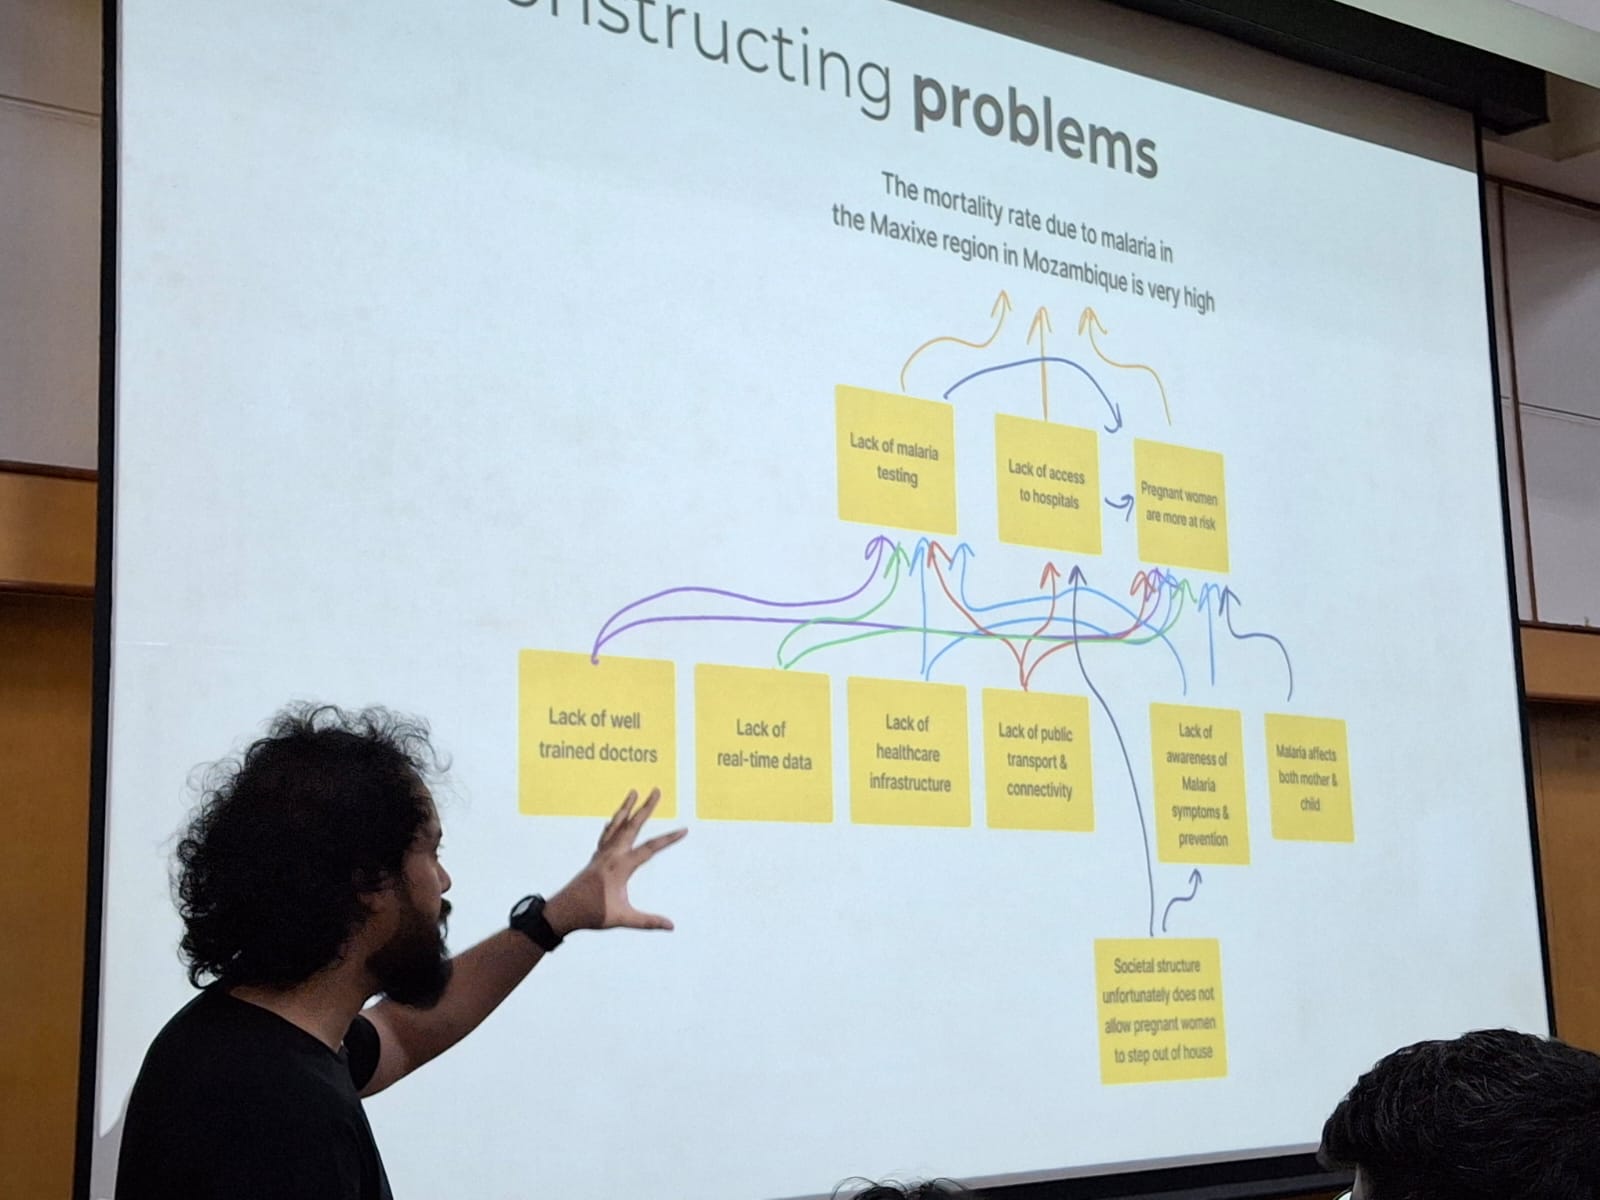 nstructing problems
The mortality rate due to malaria in
the Maxixe region in Mozambique is very high
Lack of malaria
testing
Lack of access
to hospitals
Pregnant women
are more at risk
Lack of well
trained doctors
Lack of
real-time data
Lack of
healthcare
infrastructure
Lack of public
transport &
connectivity
Lack of
awareness of
Malaria
symptoms &
prevention
Malaria affects
both mother &
child
Societal structure
unfortunately does not
allow pregnant women
to step out of house